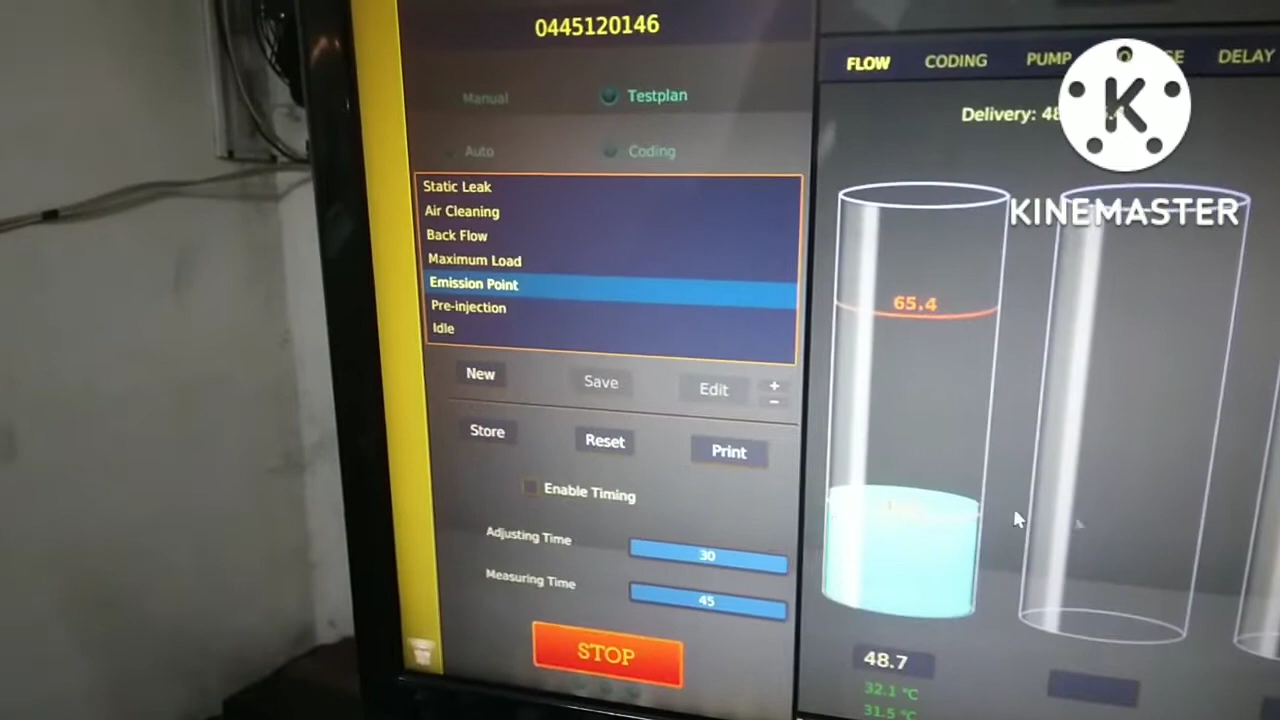 0445120146
Manual
Testplan
Auto
Coding
Static Leak
Air Cleaning
Back Flow
Maximum Load
Emission Point
Pre-injection
Idle
New
Save
Edit
+
-
Store
Reset
Print
Enable Timing
Adjusting Time
30
Measuring Time
45
STOP
FLOW
CODING
PUMP
DELAY
Delivery:
K
KINEMASTER
65.4
48.7
32.1 °C
31.5 °C